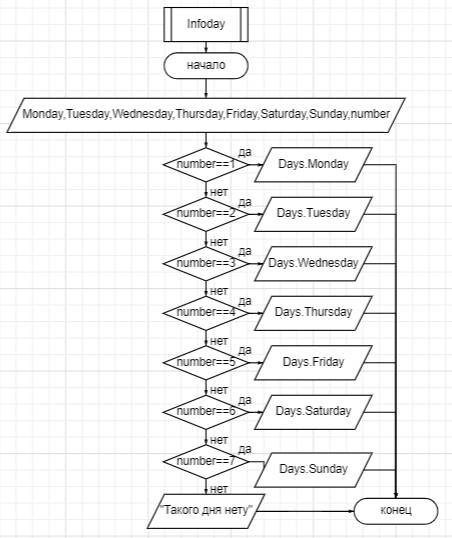 Infoday
начало
Monday,Tuesday,Wednesday,Thursday,Friday,Saturday,Sunday,number
number==1
да
Days.Monday
нет
number==2
да
Days.Tuesday
нет
number==3
да
Days.Wednesday
нет
number==4
да
Days.Thursday
нет
number==5
да
Days.Friday
нет
number==6
да
Days.Saturday
нет
number==7
да
Days.Sunday
нет
"Такого дня нету"
конец